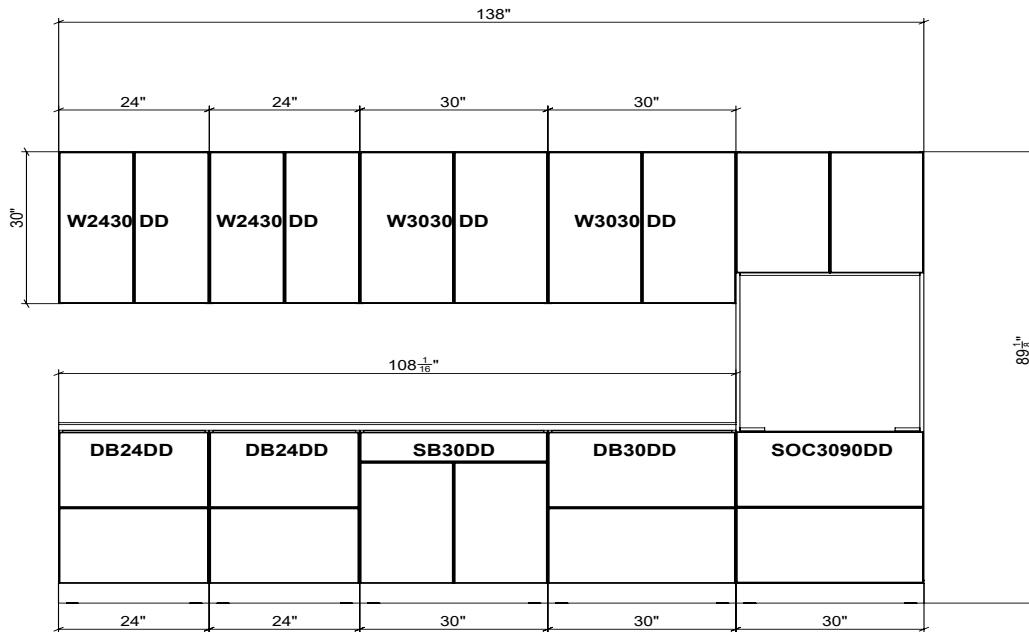 138"
24" 24" 30" 30"
30"
W2430 DD W2430 DD W3030 DD W3030 DD
89 1/8"
108 1/16"
DB24DD DB24DD SB30DD DB30DD SOC3090DD
24" 24" 30" 30" 30"